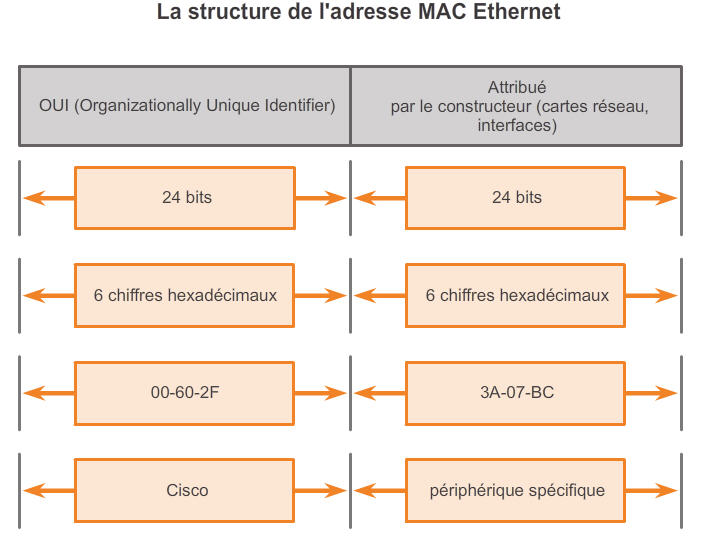 La structure de l'adresse MAC Ethernet
OUI (Organizationally Unique Identifier)
Attribué
par le constructeur (cartes réseau,
interfaces)
24 bits
24 bits
6 chiffres hexadécimaux
6 chiffres hexadécimaux
00-60-2F
3A-07-BC
Cisco
périphérique spécifique